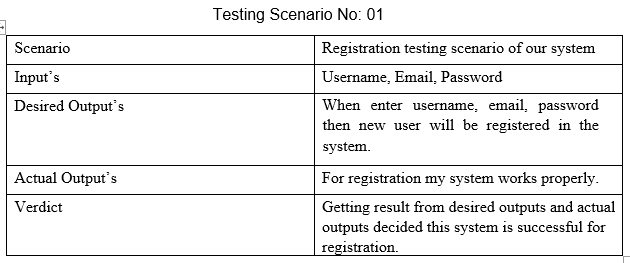 Testing Scenario No: 01
Scenario
Registration testing scenario of our system
Input's
Username, Email, Password
Desired Output's
When enter username, email, password
then new user will be registered in the
system.
Actual Output's
For registration my system works properly.
Verdict
Getting result from desired outputs and actual
outputs decided this system is successful for
registration.